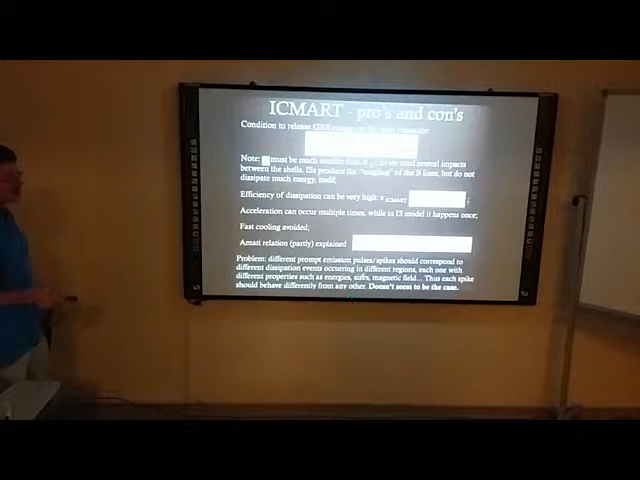 ICMART - pro's and con's
Condition to release GRB
Note: must be much smaller than several impacts
between the shells. ISs produce the "tangling" of the B lines, but do not
dissipate much energy, itself;
Efficiency of dissipation can be very high: ε ICMART ;
Acceleration can occur multiple times, while in IS model it happens once;
Fast cooling avoided;
Amati relation (partly) explained
Problem: different prompt emission pulses/spikes should correspond to
different dissipation events occurring in different regions, each one with
different properties such as energies, sizes, magnetic field... Thus each spike
should behave differently from any other. Doesn't seem to be the case.